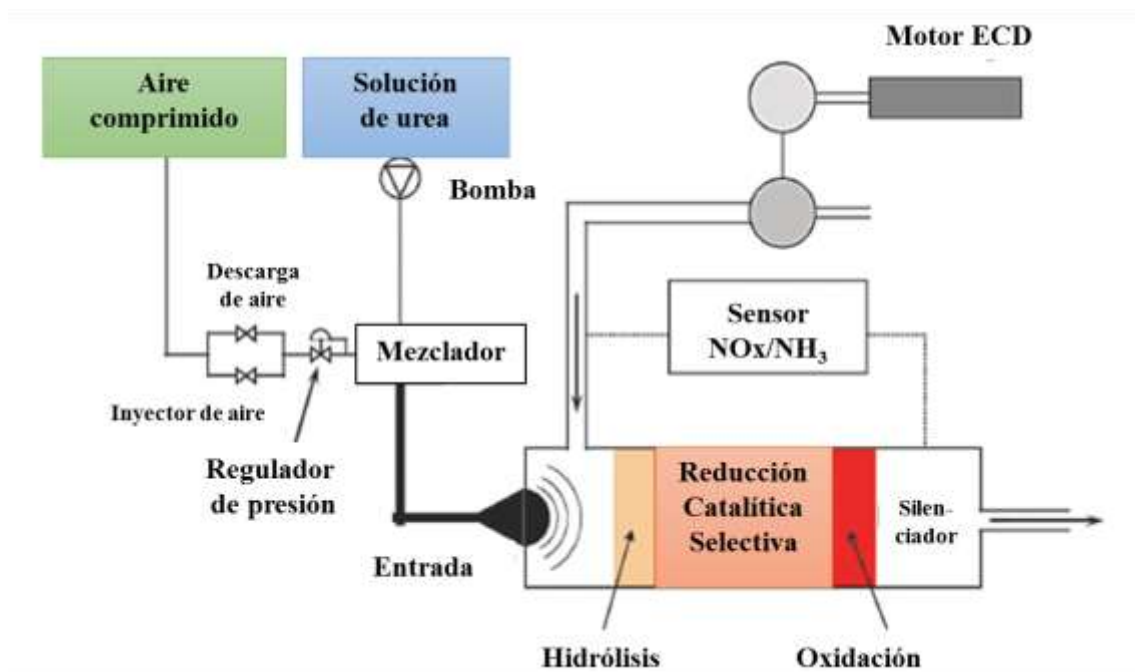 Motor ECD
Aire
comprimido
Solución
de urea
Bomba
Descarga
de aire
Mezclador
Sensor
NOx/NH₃
Inyector de aire
Regulador
de presión
Entrada
Reducción
Catalítica
Selectiva
Silen-
ciador
Hidrólisis
Oxidación